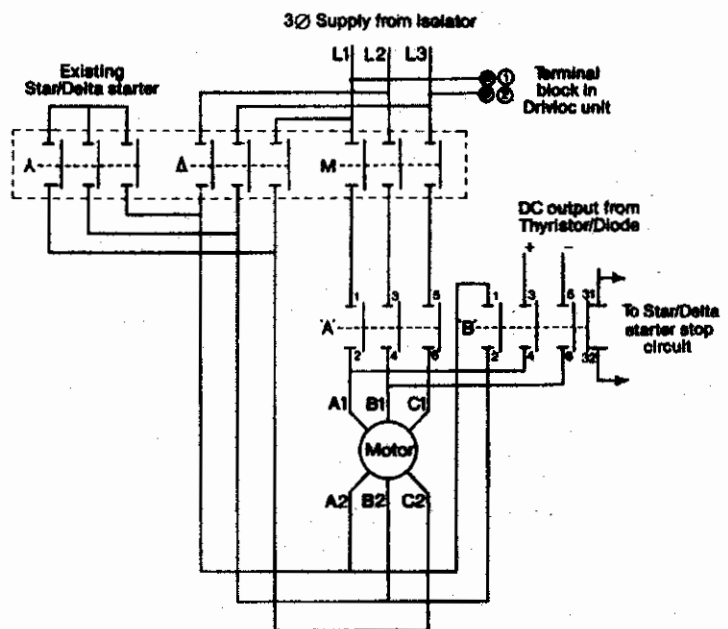 3∅ Supply from Isolator
L1 L2 L3
Existing
Star/Delta starter
① 
②
Terminal
block in
Drivloc unit
⅄ Δ M
DC output from
Thyristor/Diode
+ −
1 3 5 1 3 5 31
'A' 'B'
To Star/Delta
starter stop
circuit
2 4 6 2 4 6 32
A1 B1 C1
Motor
A2 B2 C2